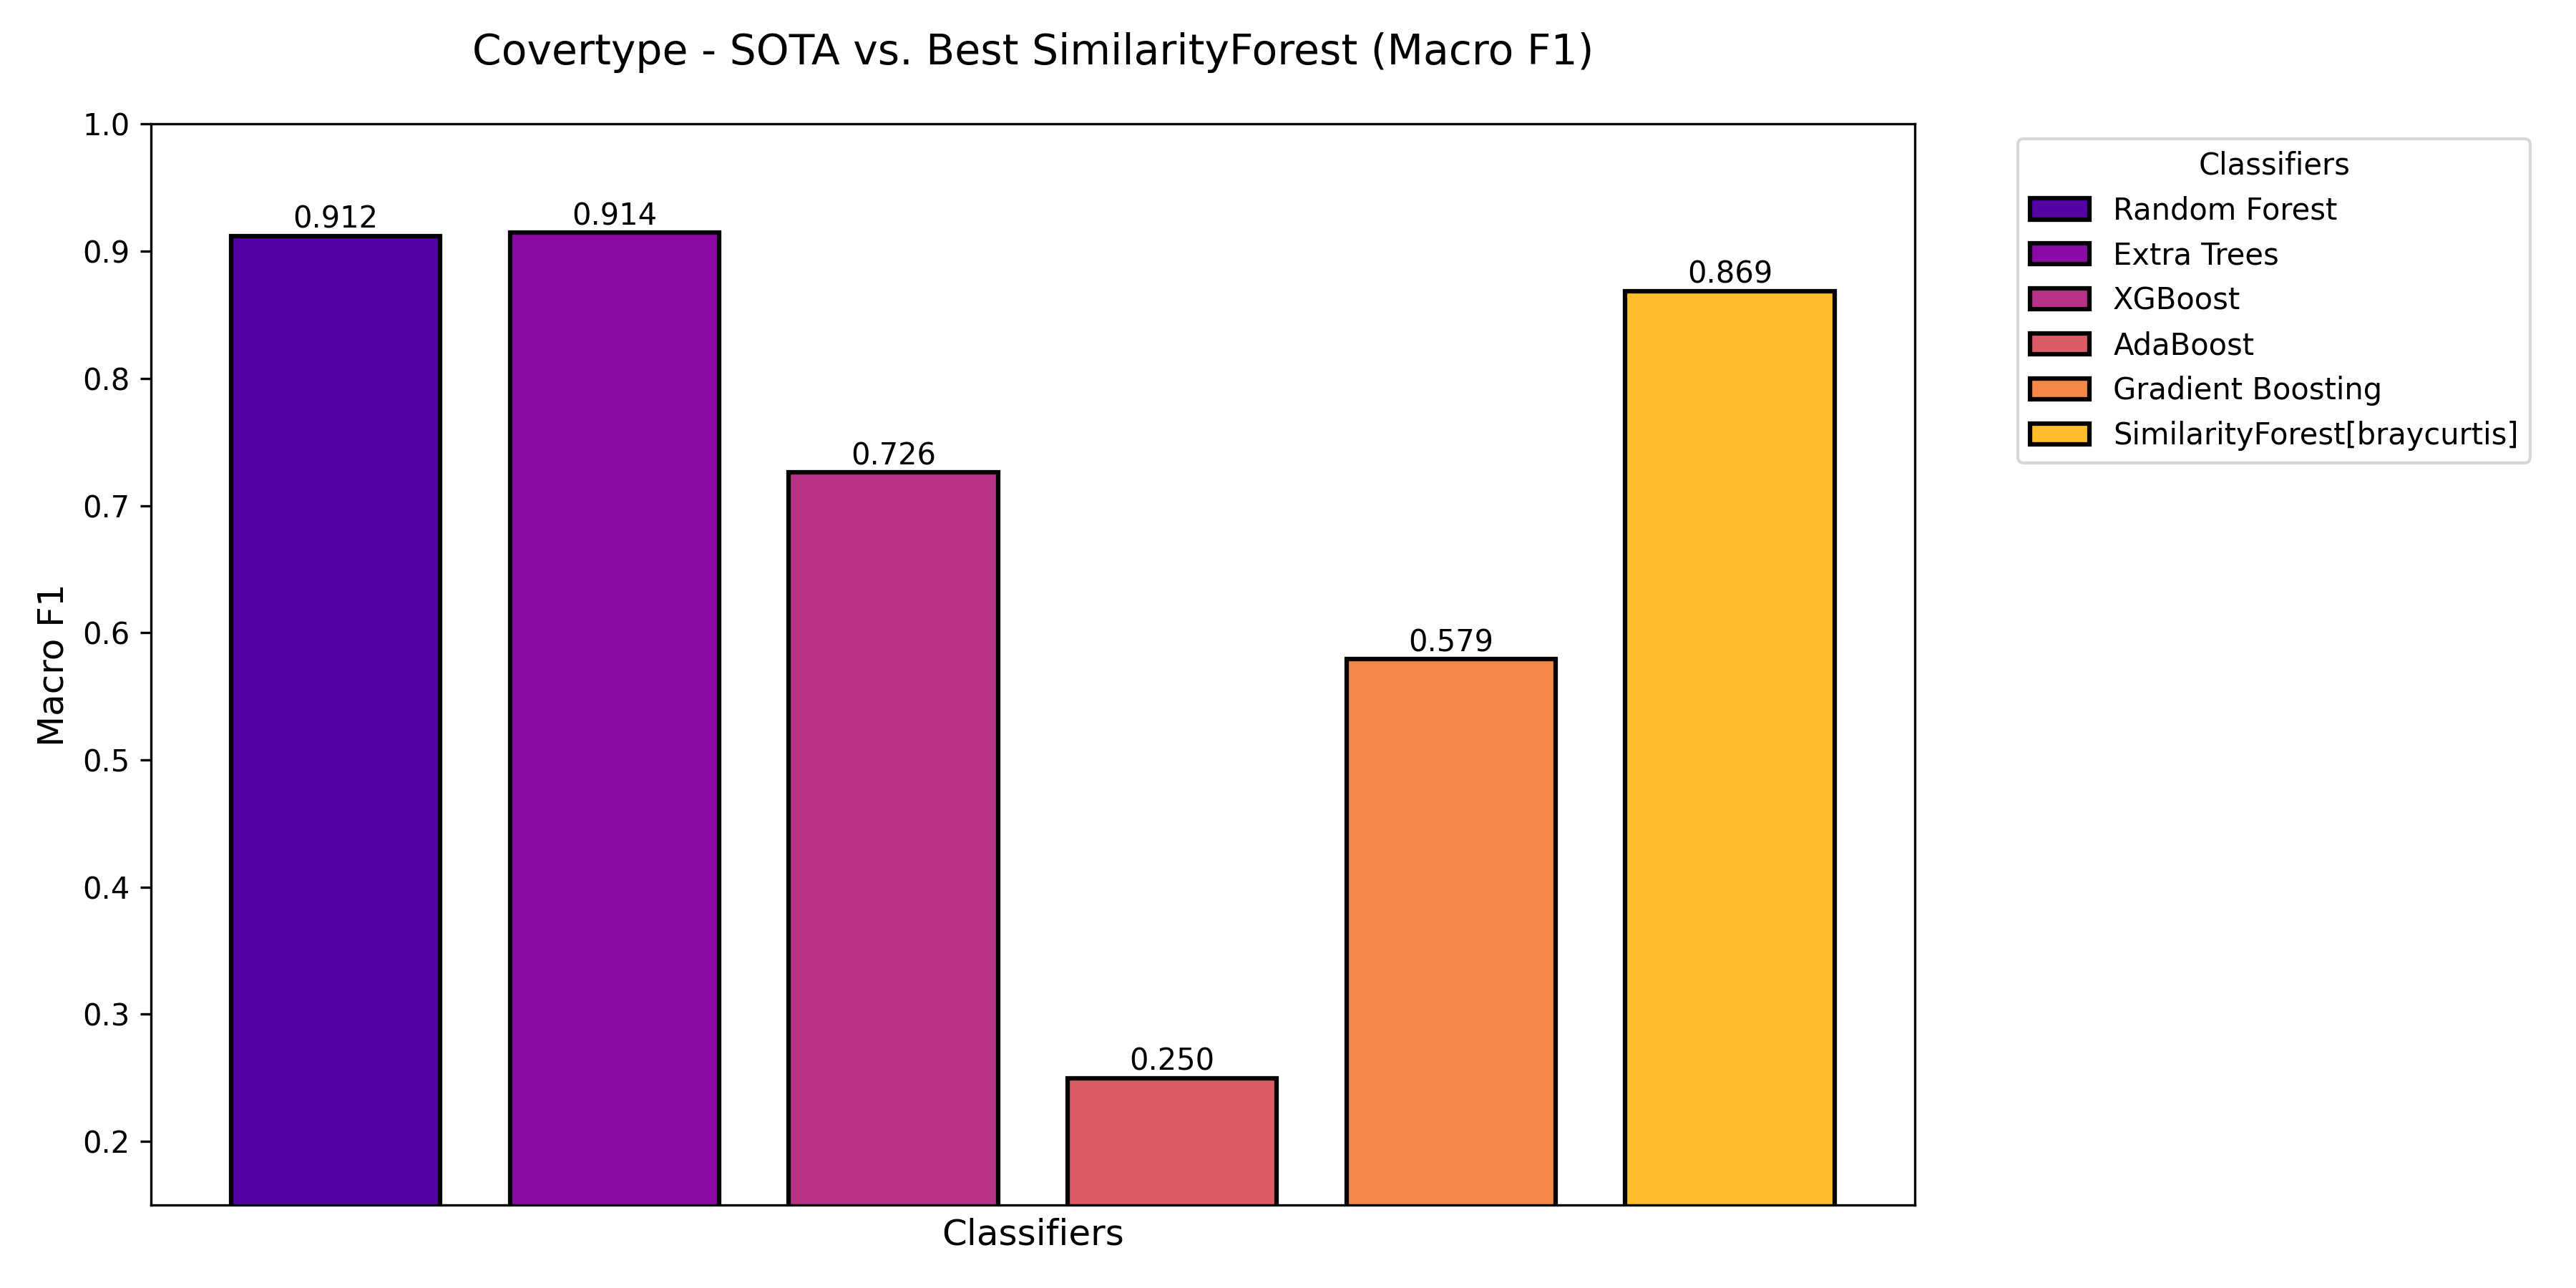 Covertype - SOTA vs. Best SimilarityForest (Macro F1)
1.0
0.9
0.8
0.7
0.6
0.5
0.4
0.3
0.2
Macro F1
0.912
0.914
0.726
0.250
0.579
0.869
Classifiers
Classifiers
Random Forest
Extra Trees
XGBoost
AdaBoost
Gradient Boosting
SimilarityForest[braycurtis]